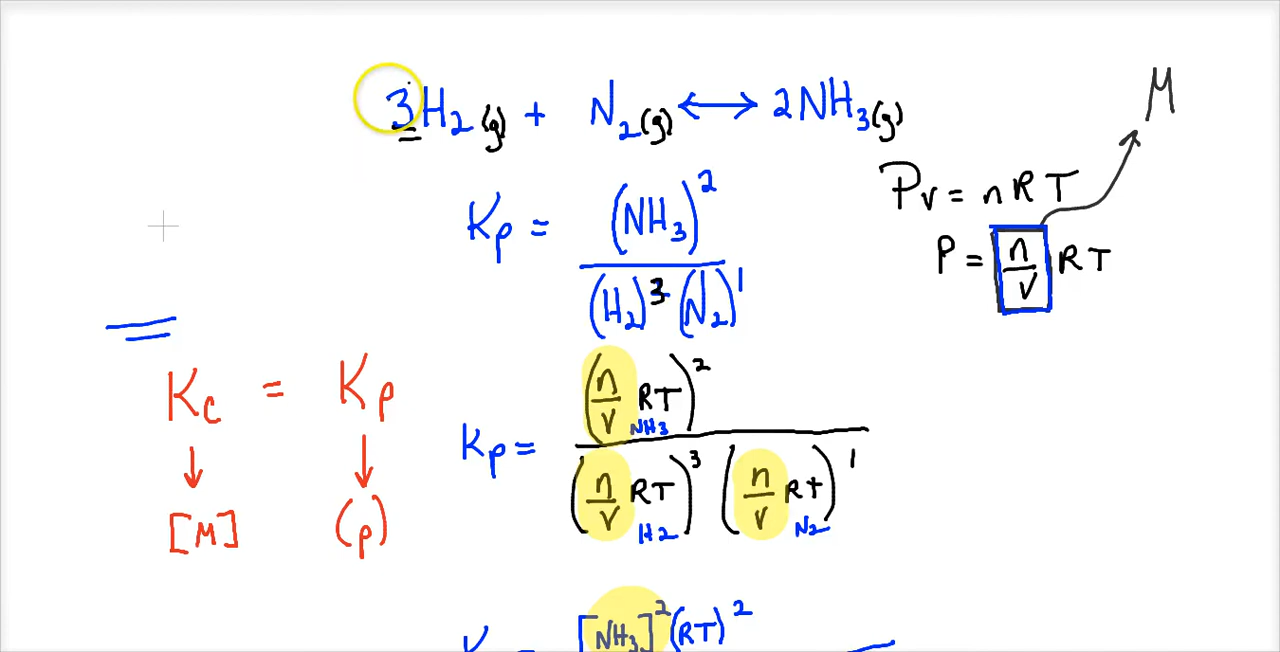 3H₂(g) + N₂(g) ↔ 2NH₃(g)
M
PV = nRT
P = n/V RT
Kp = (NH₃)² / (H₂)³ (N₂)¹
Kc = Kp
[M] (p)
Kp = (n/V RT)² NH3 / (n/V RT)³ H2 (n/V Rt)¹ N2
[NH₃]² (RT)²